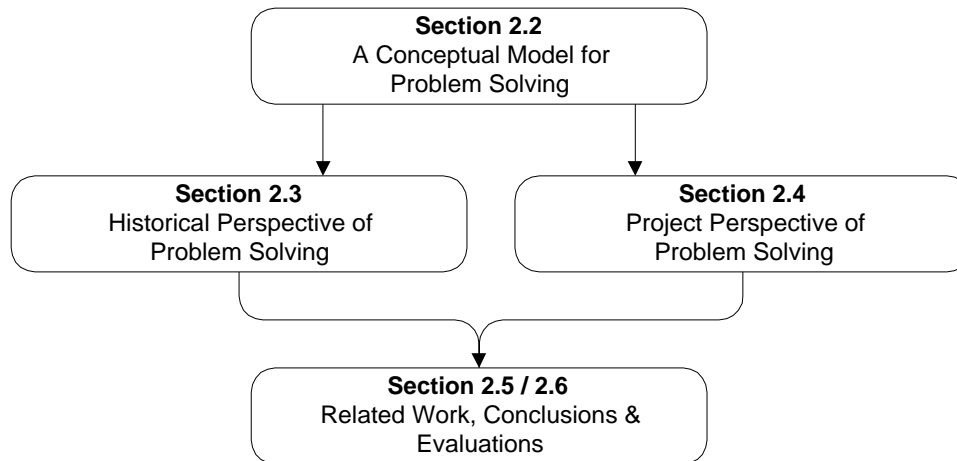 Section 2.2
A Conceptual Model for
Problem Solving
Section 2.3
Historical Perspective of
Problem Solving
Section 2.4
Project Perspective of
Problem Solving
Section 2.5 / 2.6
Related Work, Conclusions &
Evaluations